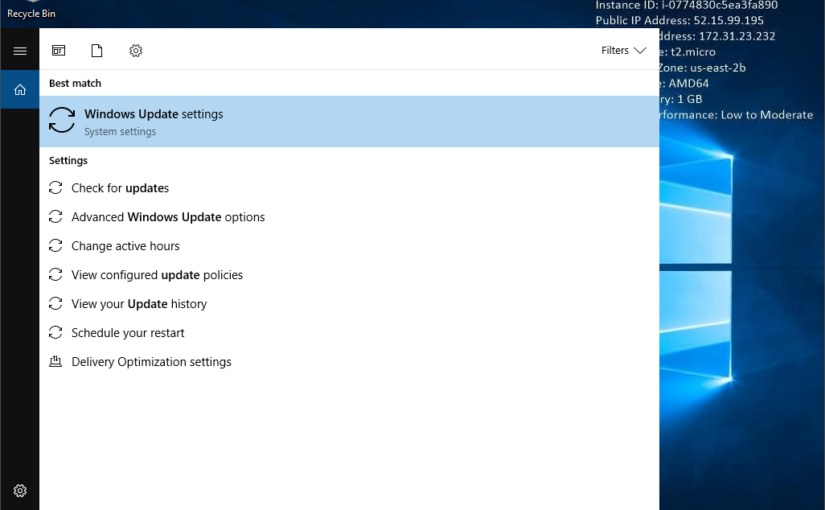 Recycle Bin
Instance ID: i-0774830c5ea3fa890
Public IP Address: 52.15.99.195
ddress: 172.31.23.232
e: t2.micro
Zone: us-east-2b
e: AMD64
ry: 1 GB
rformance: Low to Moderate
Filters
Best match
Windows Update settings
System settings
Settings
Check for updates
Advanced Windows Update options
Change active hours
View configured update policies
View your Update history
Schedule your restart
Delivery Optimization settings